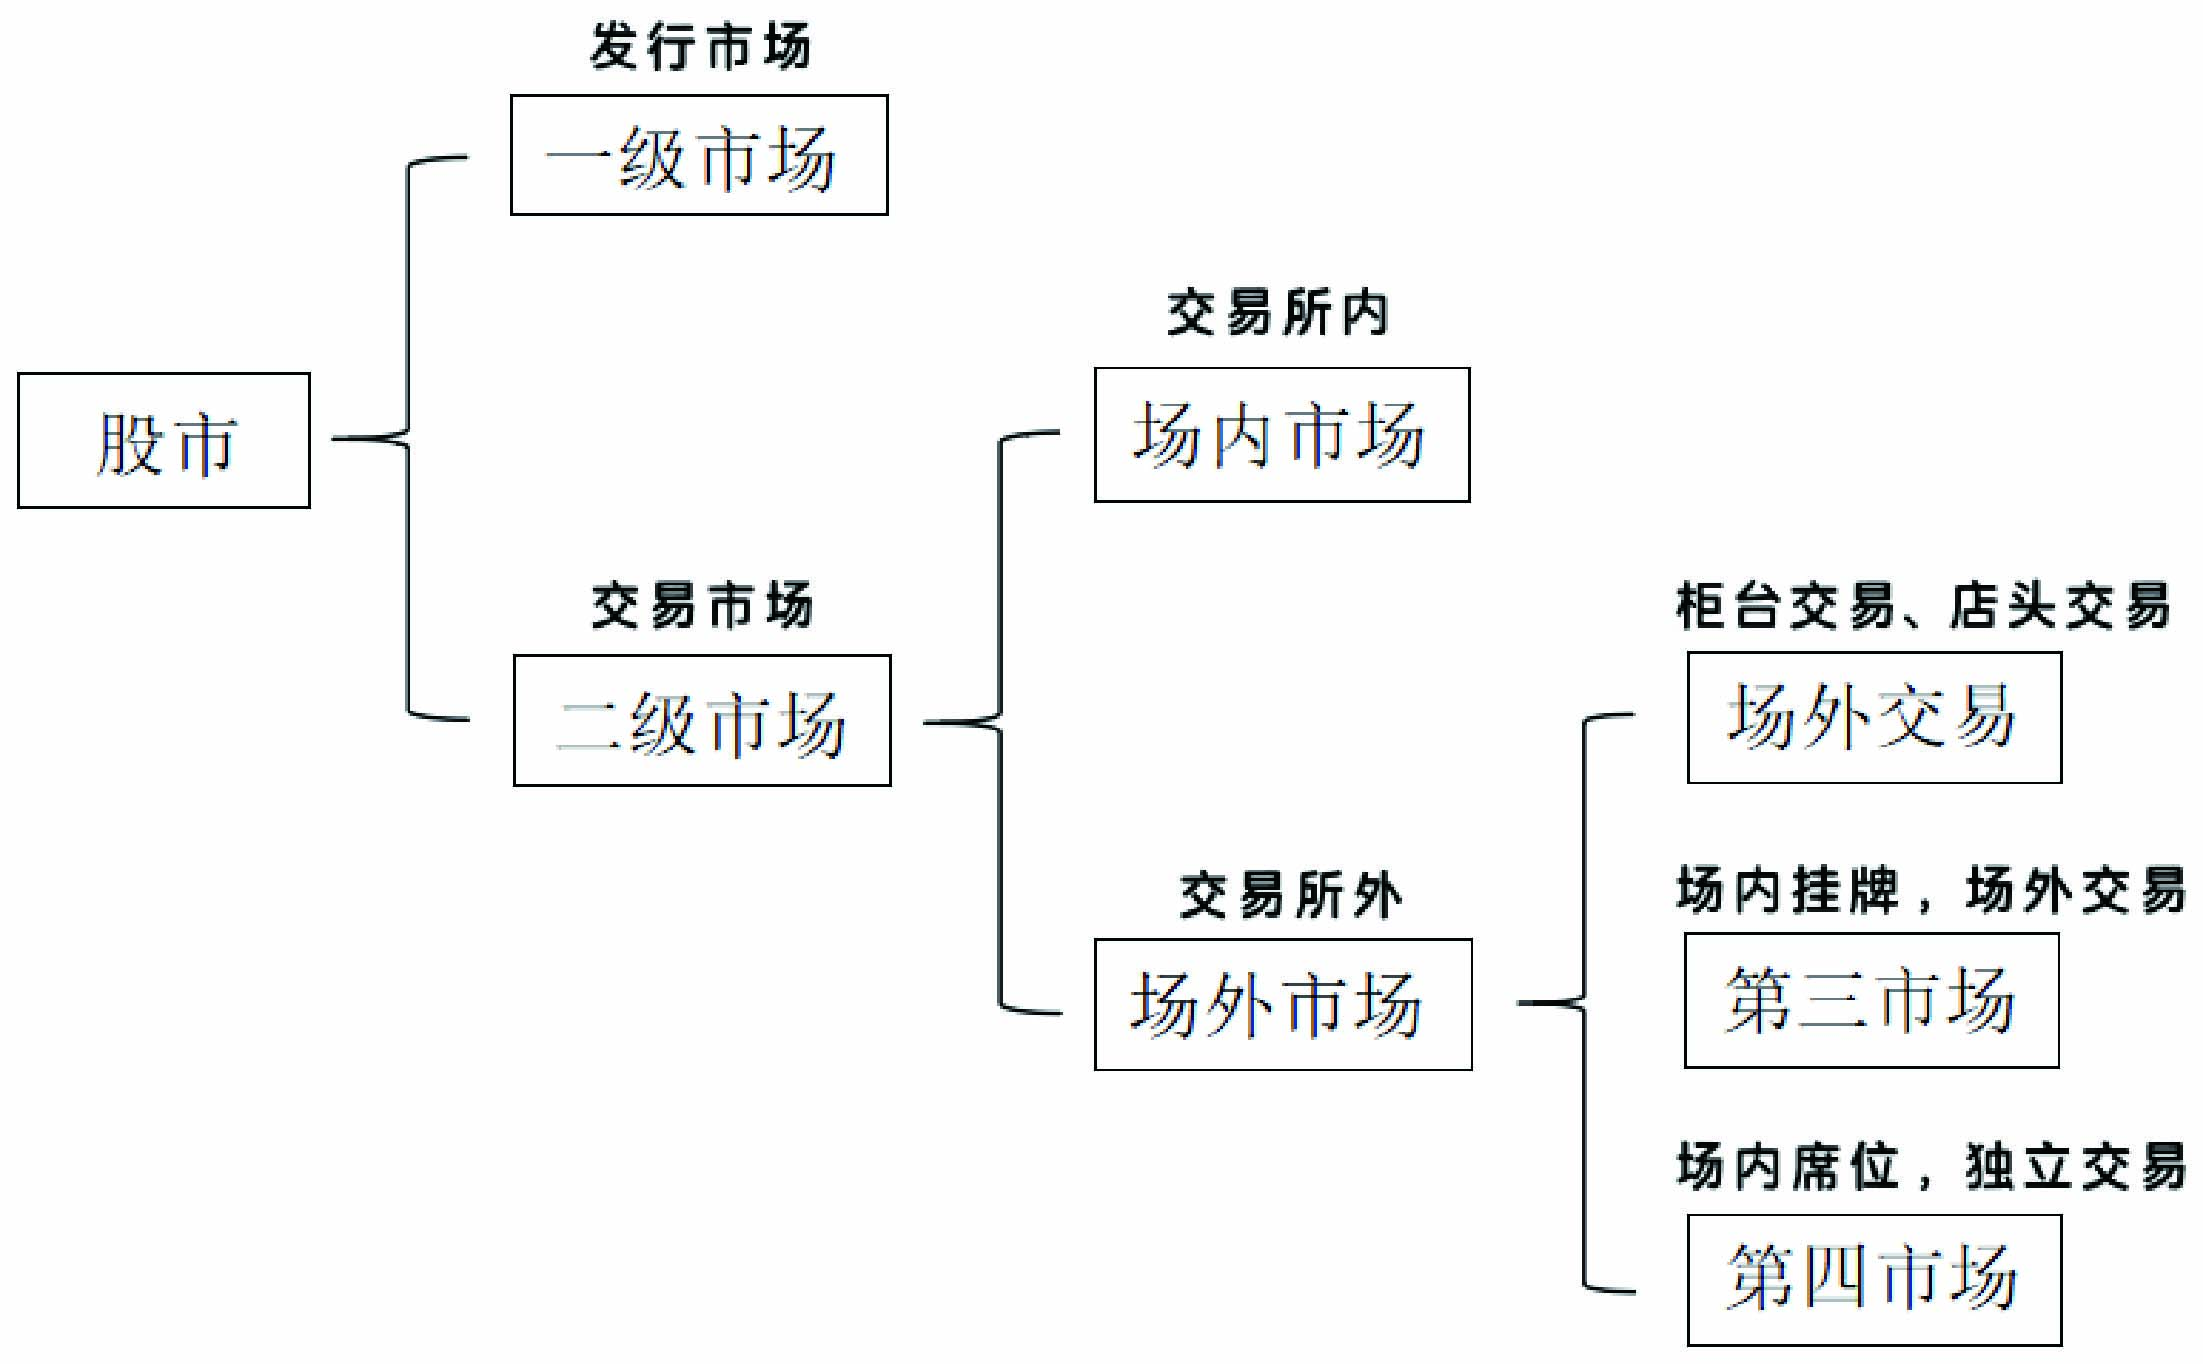 发行市场
一级市场
交易所内
场内市场
股市
交易市场
二级市场
柜台交易、店头交易
场外交易
交易所外
场外市场
场内挂牌，场外交易
第三市场
场内席位，独立交易
第四市场